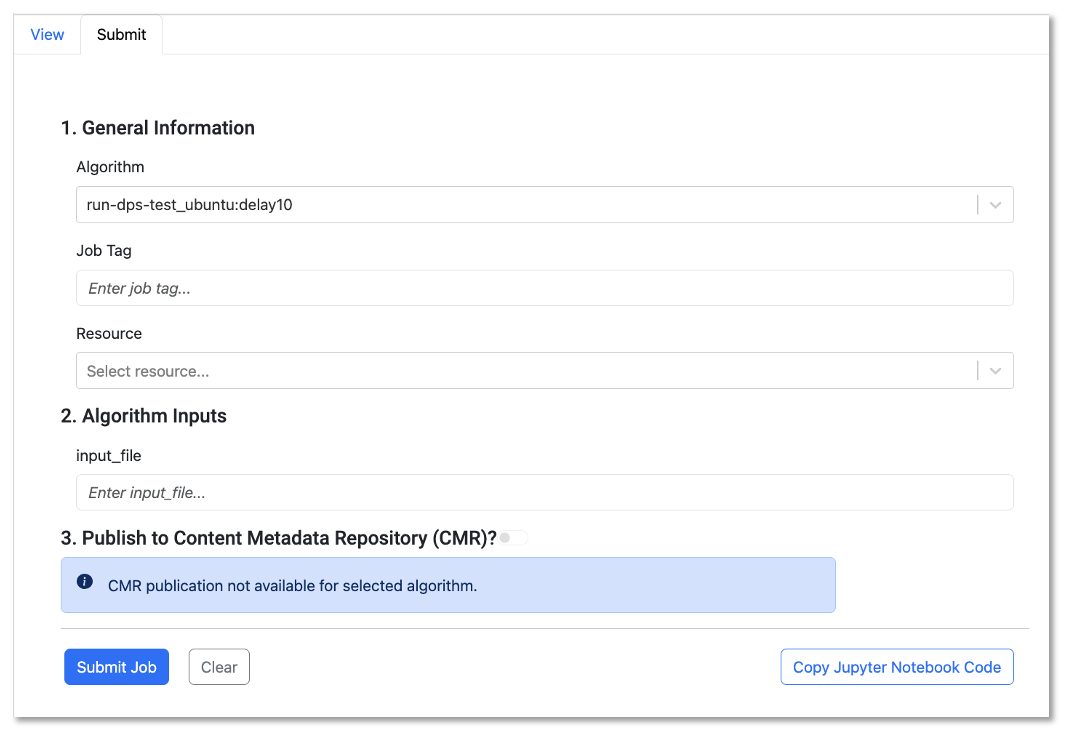 View Submit
1. General Information
Algorithm
run-dps-test_ubuntu:delay10
Job Tag
Enter job tag...
Resource
Select resource...
2. Algorithm Inputs
input_file
Enter input_file...
3. Publish to Content Metadata Repository (CMR)?
CMR publication not available for selected algorithm.
Submit Job Clear Copy Jupyter Notebook Code